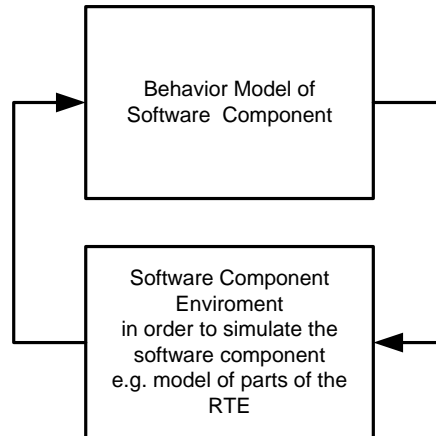 Behavior Model of
Software Component
Software Component
Enviroment
in order to simulate the
software component
e.g. model of parts of the
RTE